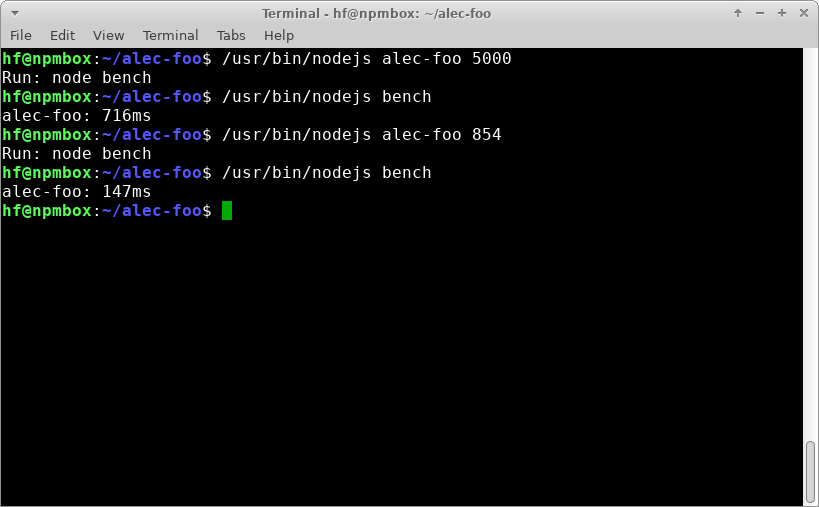 Terminal - hf@npmbox: ~/alec-foo
File Edit View Terminal Tabs Help
hf@npmbox:~/alec-foo$ /usr/bin/nodejs alec-foo 5000
Run: node bench
hf@npmbox:~/alec-foo$ /usr/bin/nodejs bench
alec-foo: 716ms
hf@npmbox:~/alec-foo$ /usr/bin/nodejs alec-foo 854
Run: node bench
hf@npmbox:~/alec-foo$ /usr/bin/nodejs bench
alec-foo: 147ms
hf@npmbox:~/alec-foo$